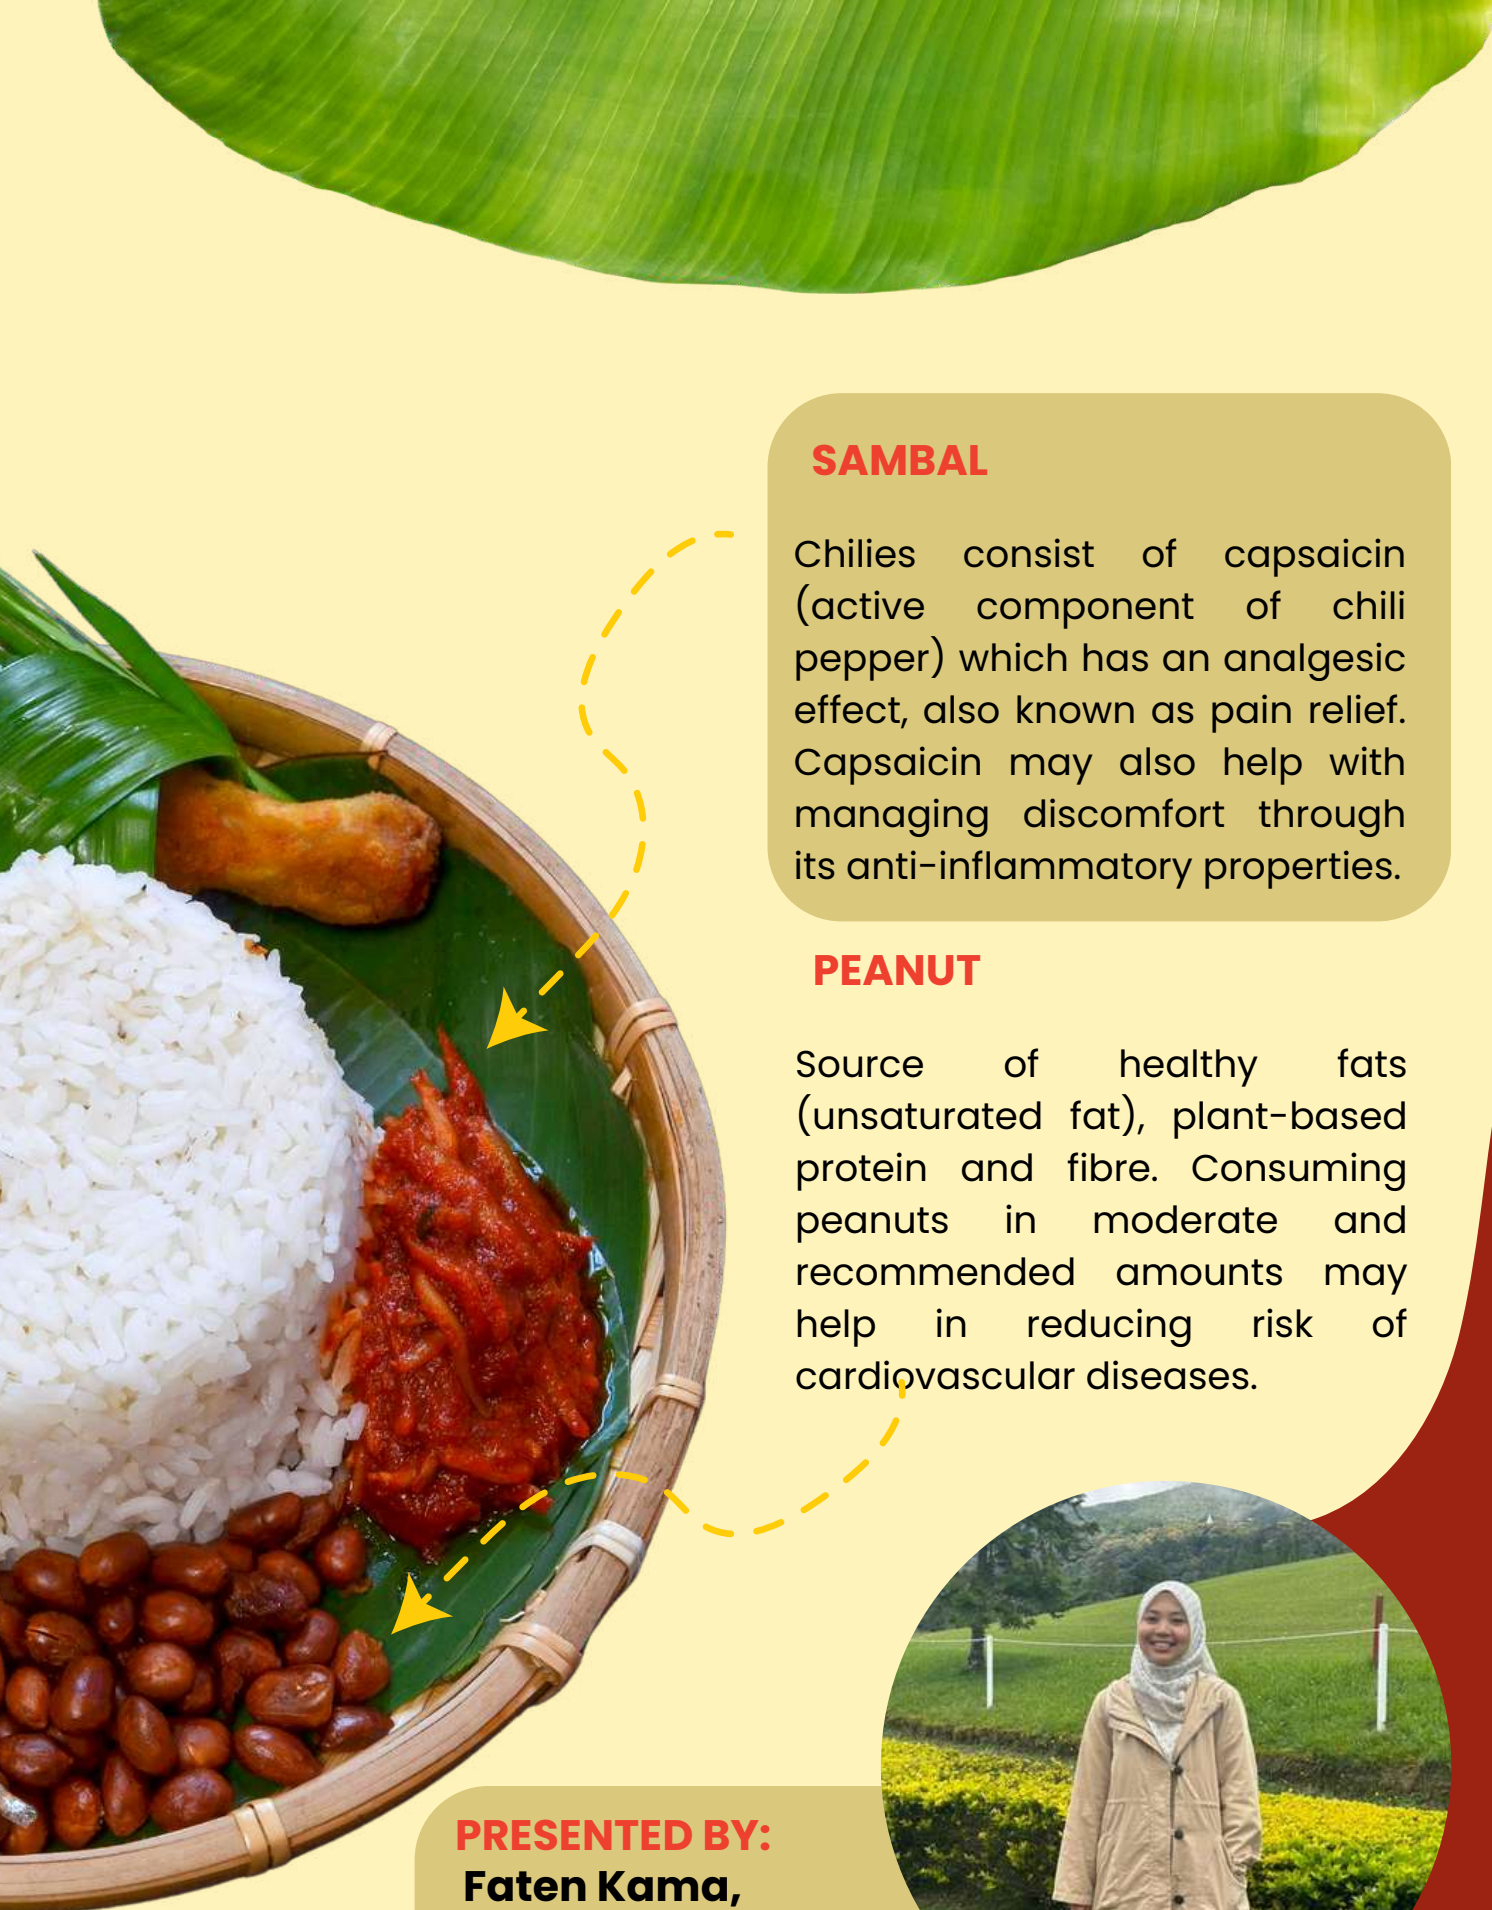 SAMBAL
Chilies consist of capsaicin
(active component of chili
pepper) which has an analgesic
effect, also known as pain relief.
Capsaicin may also help with
managing discomfort through
its anti-inflammatory properties.
PEANUT
Source of healthy fats
(unsaturated fat), plant-based
protein and fibre. Consuming
peanuts in moderate and
recommended amounts may
help in reducing risk of
cardiovascular diseases.
PRESENTED BY:
Faten Kama,